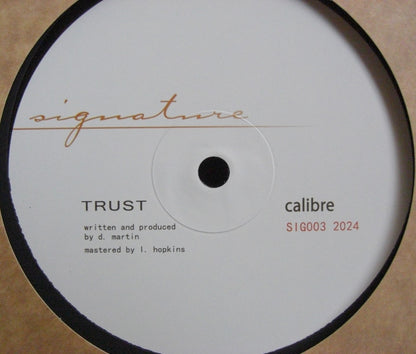 signature
TRUST
calibre
written and produced
by d. martin
SIG003 2024
mastered by l. hopkins